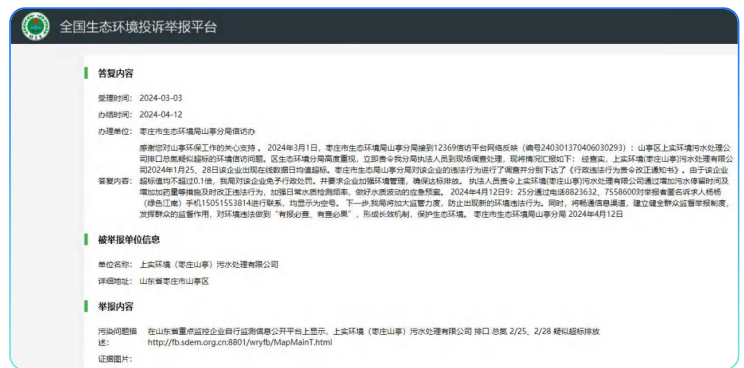 全国生态环境投诉举报平台
答复内容
受理时间： 2024-03-03
办结时间： 2024-04-12
办理单位： 枣庄市生态环境局山亭分局信访办
感谢您对山亭环保工作的关心支持 。 2024年3月1日，枣庄市生态环境局山亭分局接到12369信访平台网络反映（编号240301370406030293）：山亭区上实环境污水处理公
司排口总氮疑似超标的环境信访问题。区生态环境分局高度重视，立即责令我分局执法人员到现场调查处理，现将情况汇报如下： 经查实，上实环境(枣庄山亭)污水处理有限公
司2024年1月25、28日该企业出现在线数据日均值超标。枣庄市生态局山亭分局对该企业的违法行为进行了调查并分别下达了《行政违法行为责令改正通知书》。由于该企业
答复内容： 超标值均不超过0.1倍，我局对该企业免予行政处罚。并要求企业加强环境管理，确保达标排放。 执法人员责令上实环境(枣庄山亭)污水处理有限公司通过增加污水停留时间及
增加加药量等措施及时改正违法行为，加强日常水质检测频率，做好水质波动的应急预案。 2024年4月12日9：25分通过电话8823632、7558600对举报者匿名诉求人杨杨
（绿色江南）手机15051553814进行联系，均显示为空号。 下一步,我局将加大监管力度，防止出现新的环境违法行为。同时，将畅通信息渠道，建立健全群众监督举报制度，
发挥群众的监督作用，对环境违法做到“有报必查、有查必果”，形成长效机制，保护生态环境。 枣庄市生态环境局山亭分局 2024年4月12日
被举报单位信息
单位名称： 上实环境（枣庄山亭）污水处理有限公司
详细地址： 山东省枣庄市山亭区
举报内容
污染问题描 在山东省重点监控企业自行监测信息公开平台上显示，上实环境（枣庄山亭）污水处理有限公司 排口 总氮 2/25、2/28 疑似超标排放
述： http://fb.sdem.org.cn:8801/wryfb/MapMainT.html
证据图片：